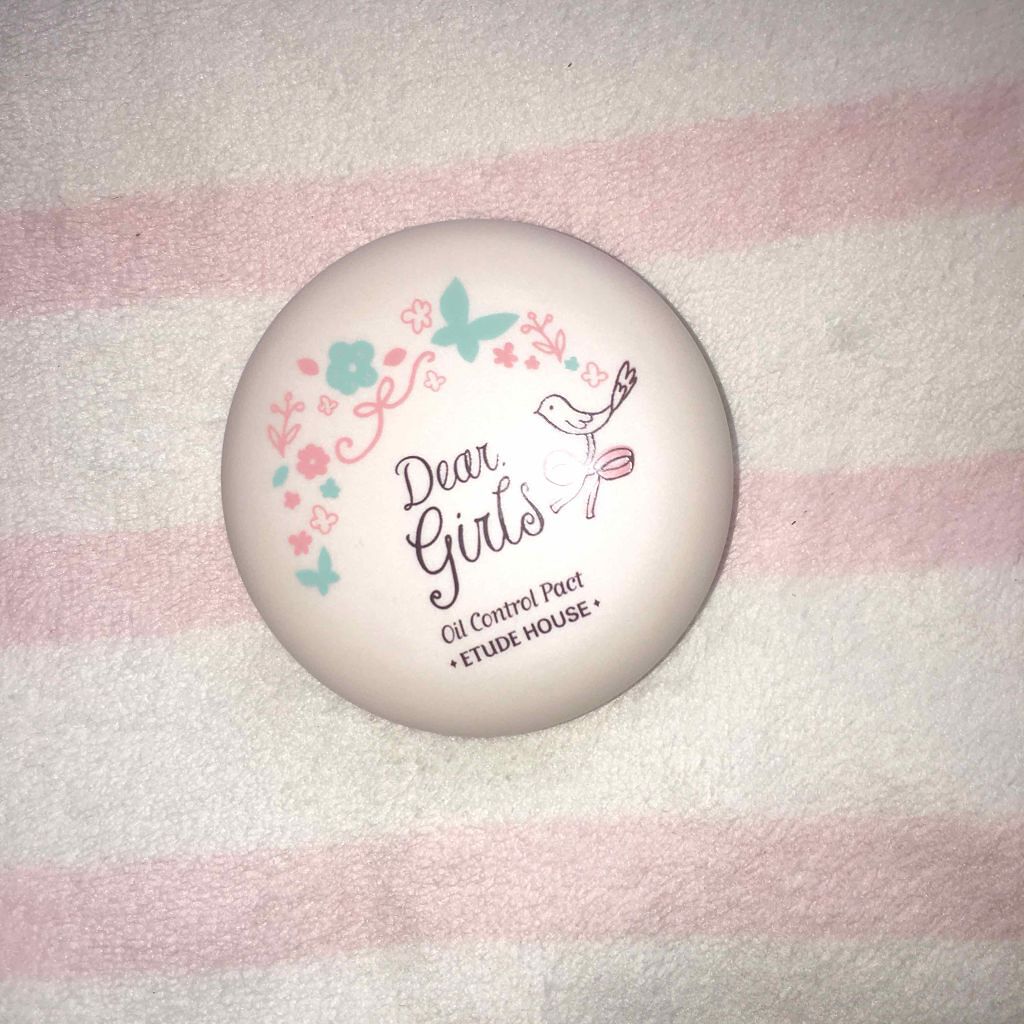 Dear.
Girls
Oil Control Pact
ETUDE HOUSE